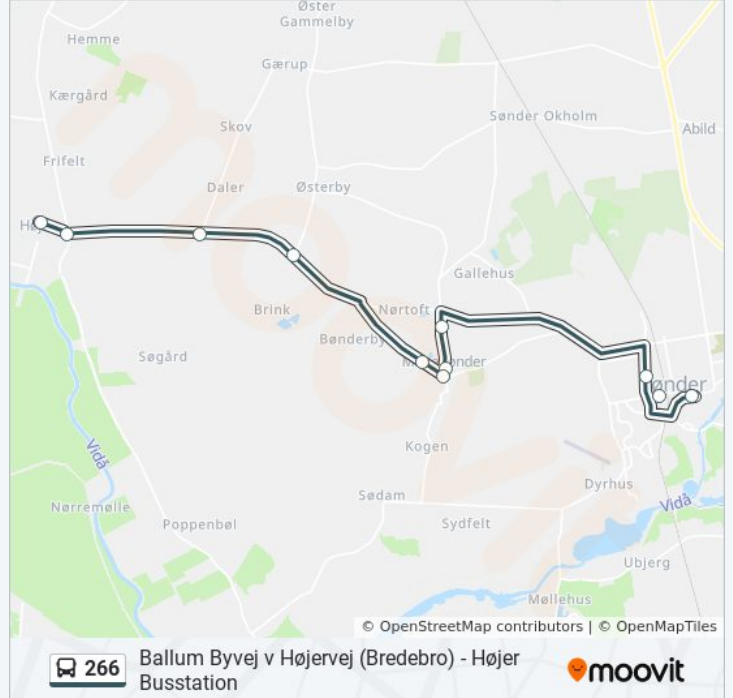 Øster
Gammelby
Hemme
Gærup
Kærgård
Sønder Okholm
Skov
Abild
Frifelt
Daler
Østerby
Gallehus
Brink
Nørtoft
Bønderby
Søgård
Kogen
Vidå
Sødam
Dyrhus
Nørremølle
Poppenbøl
Sydfelt
Vidå
Ubjerg
Møllehus
moovit
© OpenStreetMap contributors | © OpenMapTiles
266
Ballum Byvej v Højervej (Bredebro) - Højer
Busstation
moovit